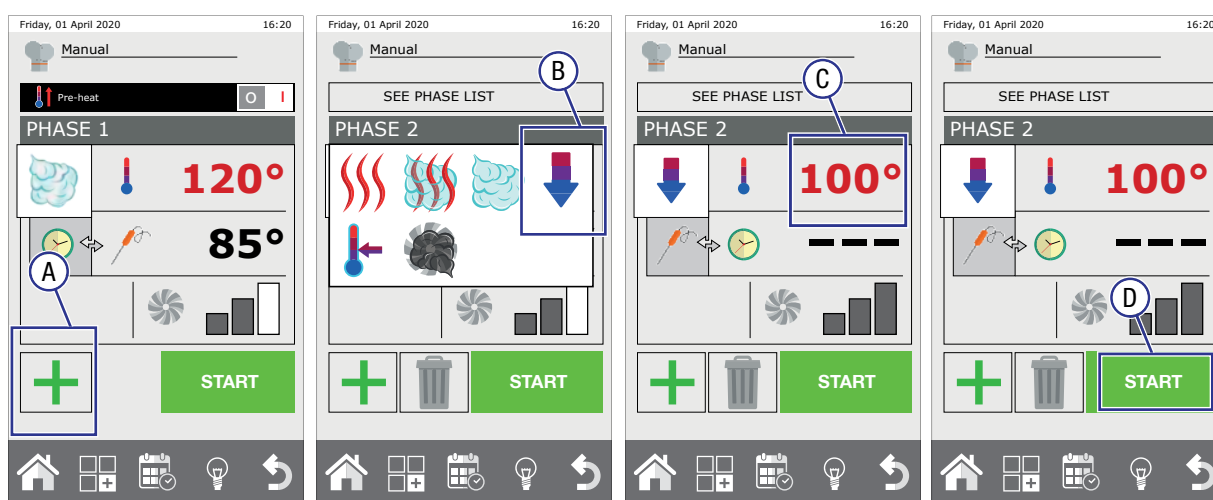 Friday, 01 April 2020 16:20
Manual
Pre-heat O I
PHASE 1
120°
85°
A
START
Friday, 01 April 2020 16:20
Manual
B
SEE PHASE LIST
PHASE 2
START
Friday, 01 April 2020 16:20
Manual
C
SEE PHASE LIST
PHASE 2
100°
---
START
Friday, 01 April 2020 16:20
Manual
SEE PHASE LIST
PHASE 2
100°
---
D
START